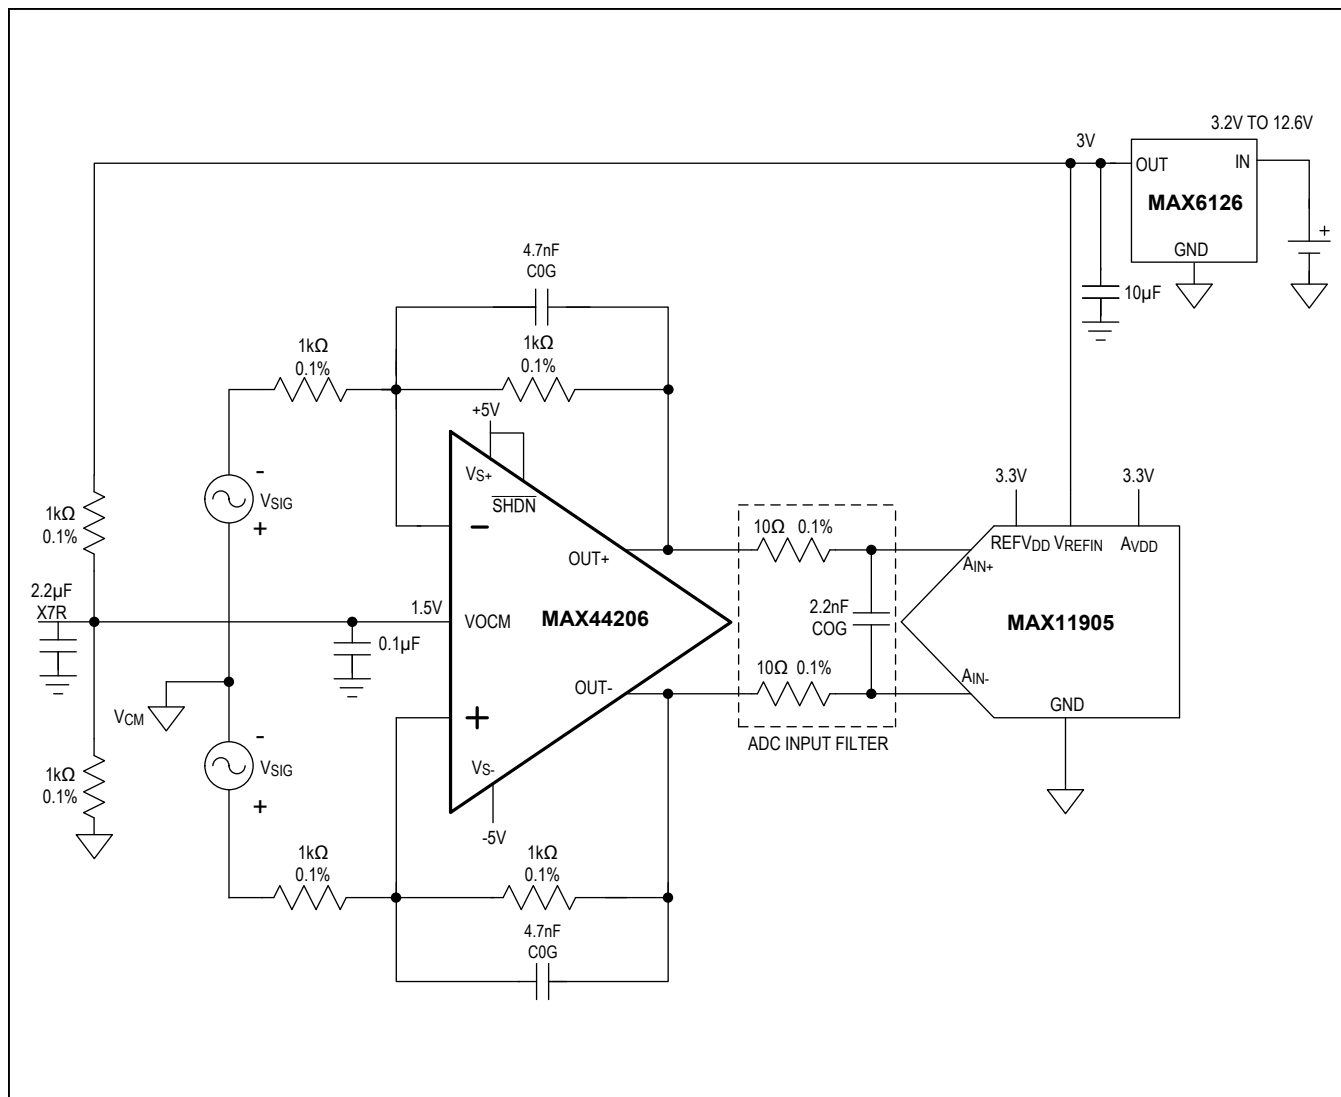 3.2V TO 12.6V
3V
OUT
IN
MAX6126
GND
+
10µF
4.7nF
C0G
1kΩ
0.1%
1kΩ
0.1%
+5V
VS+
SHDN
-
VSIG
+
1kΩ
0.1%
-
OUT+
10Ω 0.1%
3.3V
3.3V
REFVDD
VREFIN
AVDD
AIN+
2.2µF
X7R
1.5V
VOCM
MAX44206
2.2nF
COG
MAX11905
0.1µF
VCM
OUT-
10Ω 0.1%
AIN-
GND
+
-
VSIG
+
ADC INPUT FILTER
1kΩ
0.1%
VS-
-5V
1kΩ
0.1%
1kΩ
0.1%
4.7nF
C0G